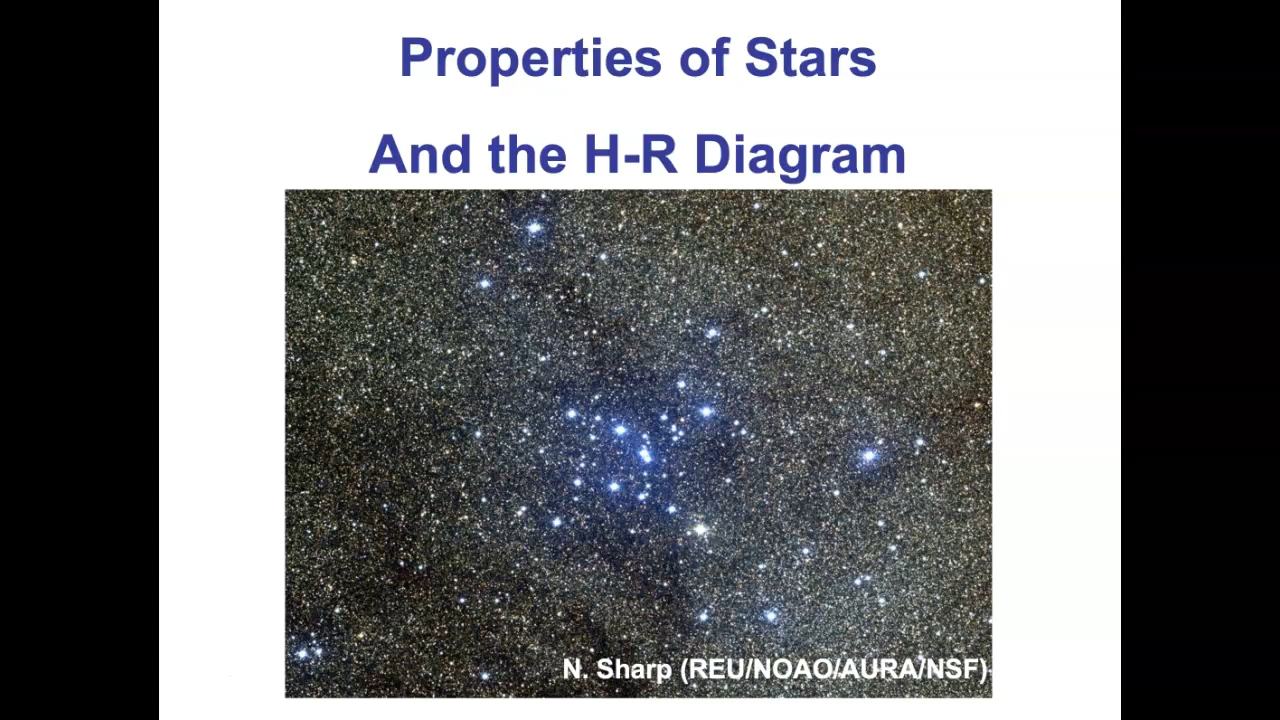 Properties of Stars
And the H-R Diagram
N. Sharp (REU/NOAO/AURA/NSF)